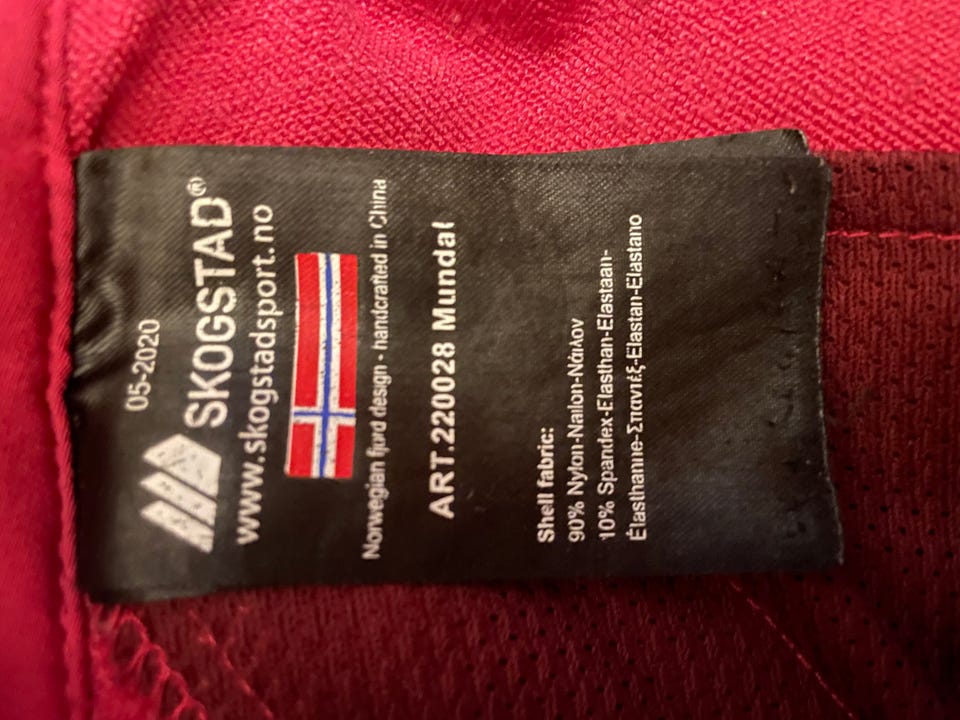 05-2020
SKOGSTAD®
www.skogstadsport.no
Norwegian fjord design - handcrafted in China
ART.220028 Mundal
Shell fabric:
90% Nylon-Nailon-Νάιλον
10% Spandex-Elasthan-Elastaan-
Élasthanne-Σπαντέξ-Elastan-Elastano